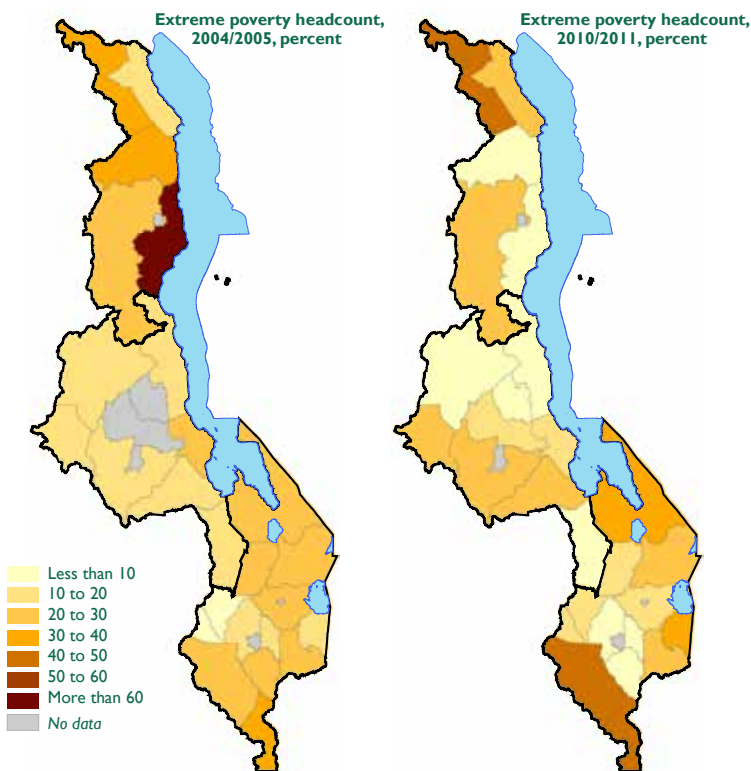 Extreme poverty headcount,
2004/2005, percent
Extreme poverty headcount,
2010/2011, percent
Less than 10
10 to 20
20 to 30
30 to 40
40 to 50
50 to 60
More than 60
No data